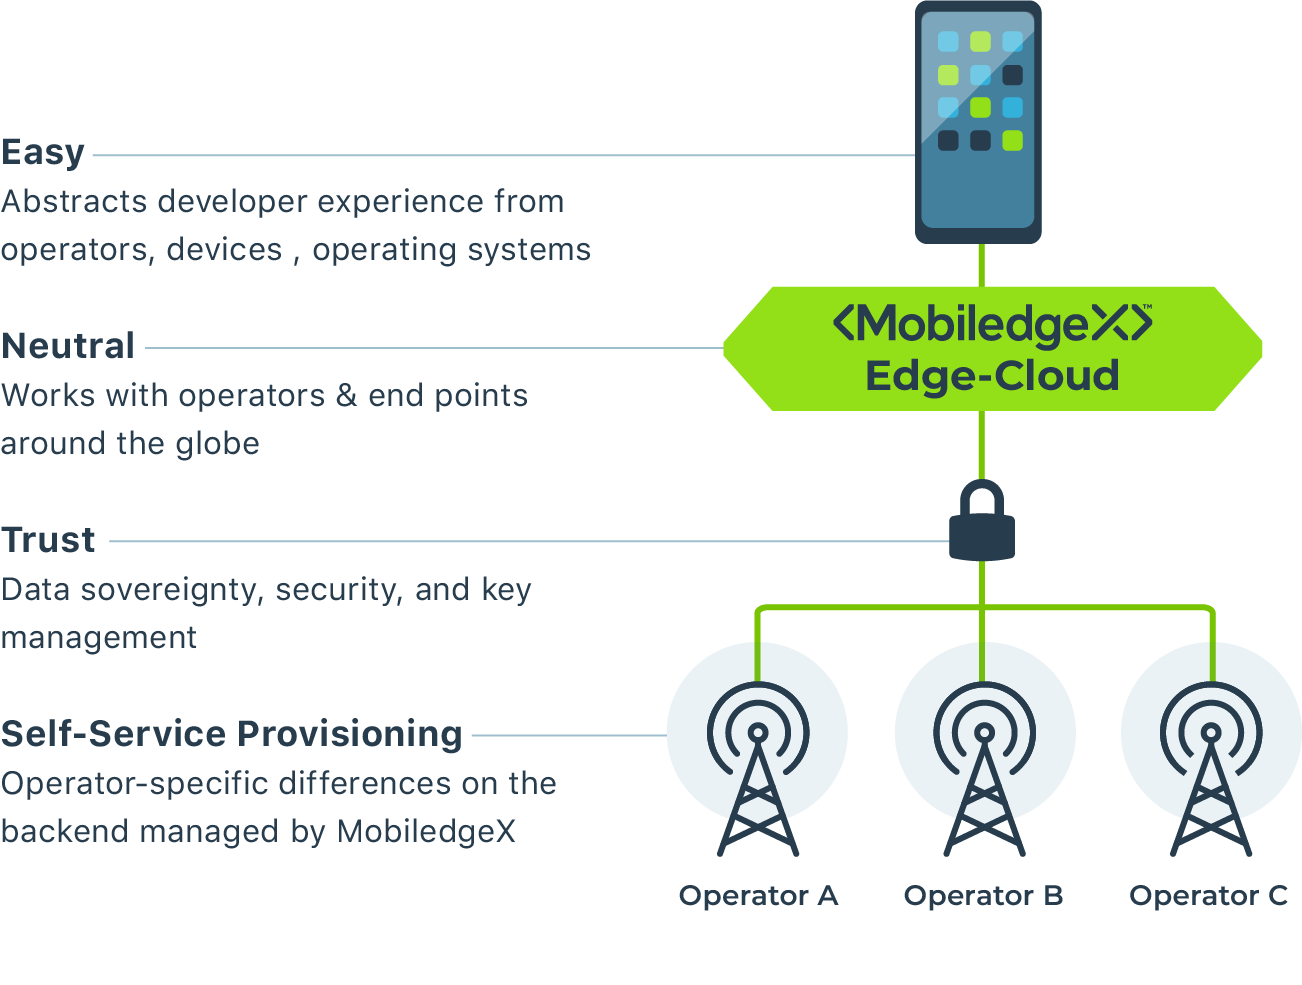 Easy
Abstracts developer experience from
operators, devices , operating systems
<MobiledgeX>™
Edge-Cloud
Neutral
Works with operators & end points
around the globe
Trust
Data sovereignty, security, and key
management
Self-Service Provisioning
Operator-specific differences on the
backend managed by MobiledgeX
Operator A
Operator B
Operator C